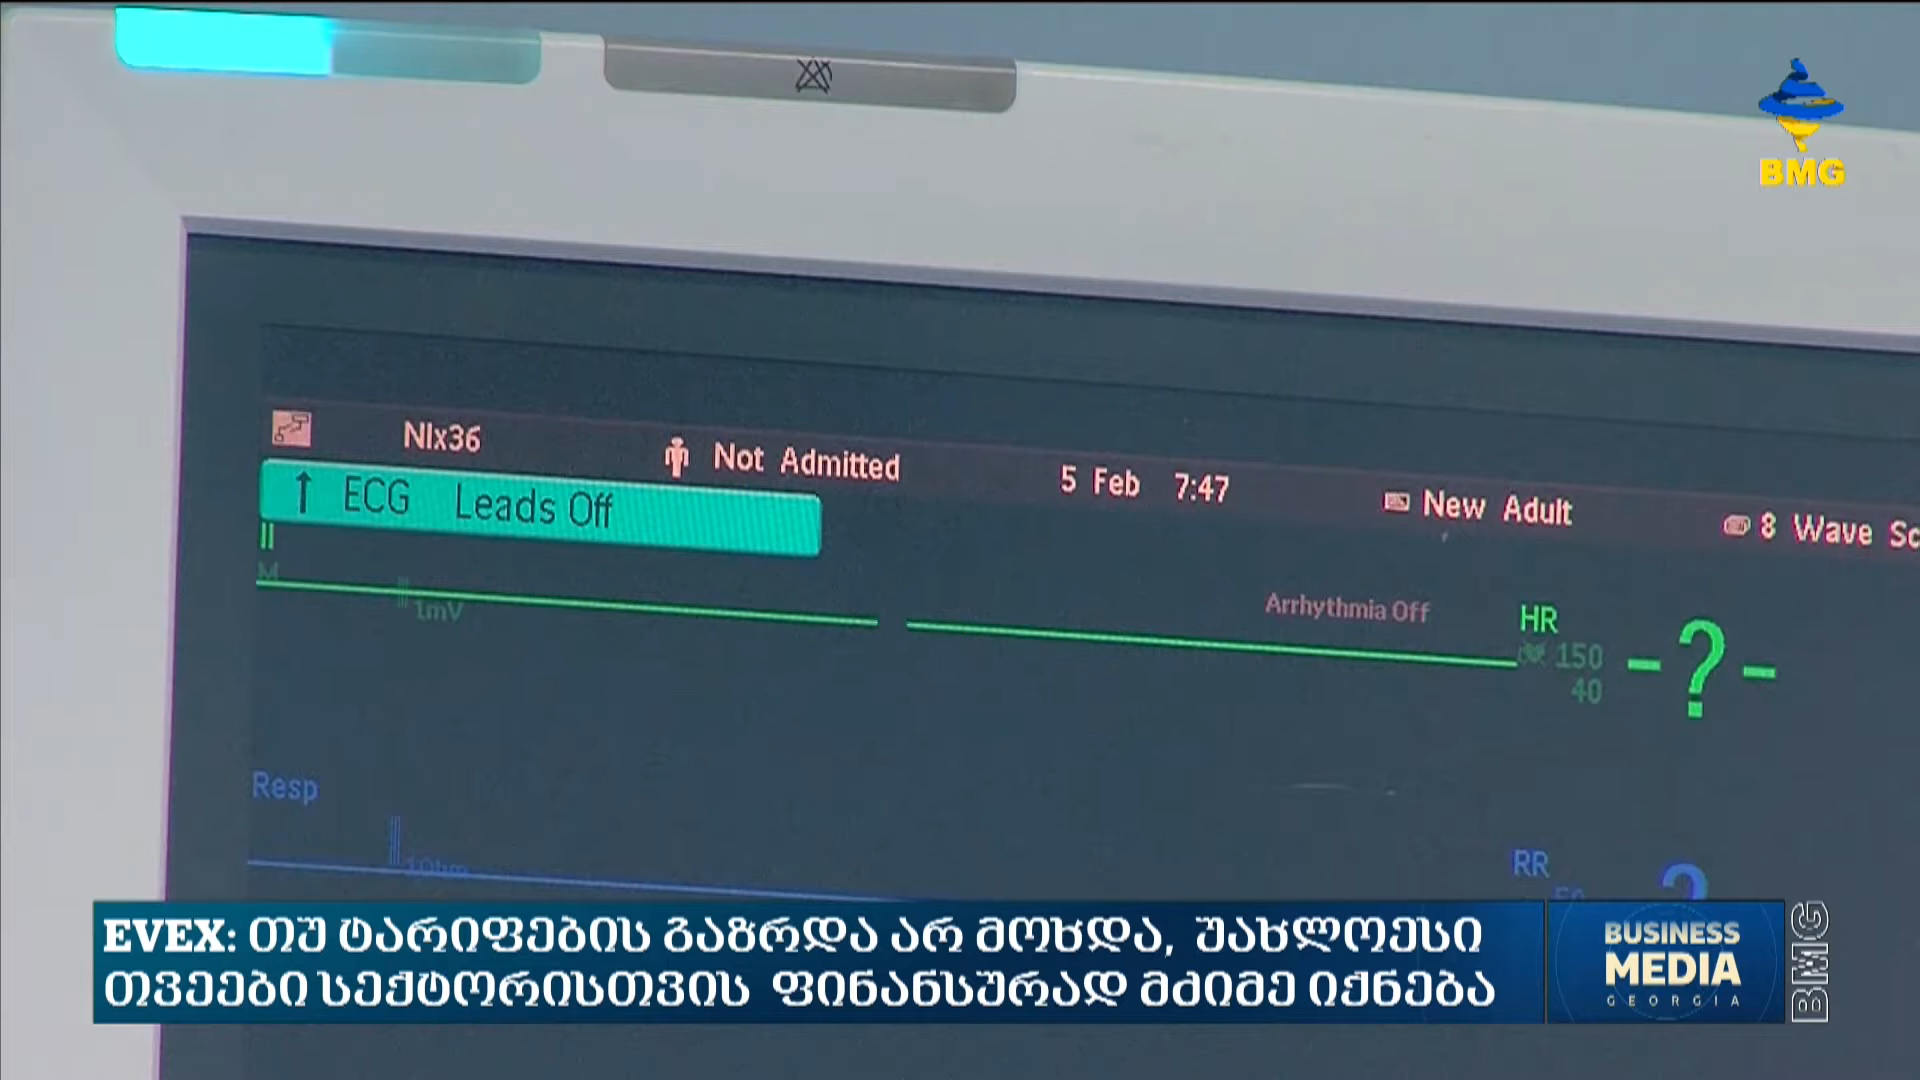 BMG
NIx36
Not Admitted
5 Feb 7:47
New Adult
8 Wave
ECG Leads Off
II
M
1mV
Arrhythmia Off
HR
150
40
-?-
Resp
RR
EVEX: თუ ტარიფების გაზრდა არ მოხდა, უახლოესი
თვეები სექტორისთვის ფინანსურად მძიმე იქნება
BUSINESS
MEDIA
GEORGIA
BMG